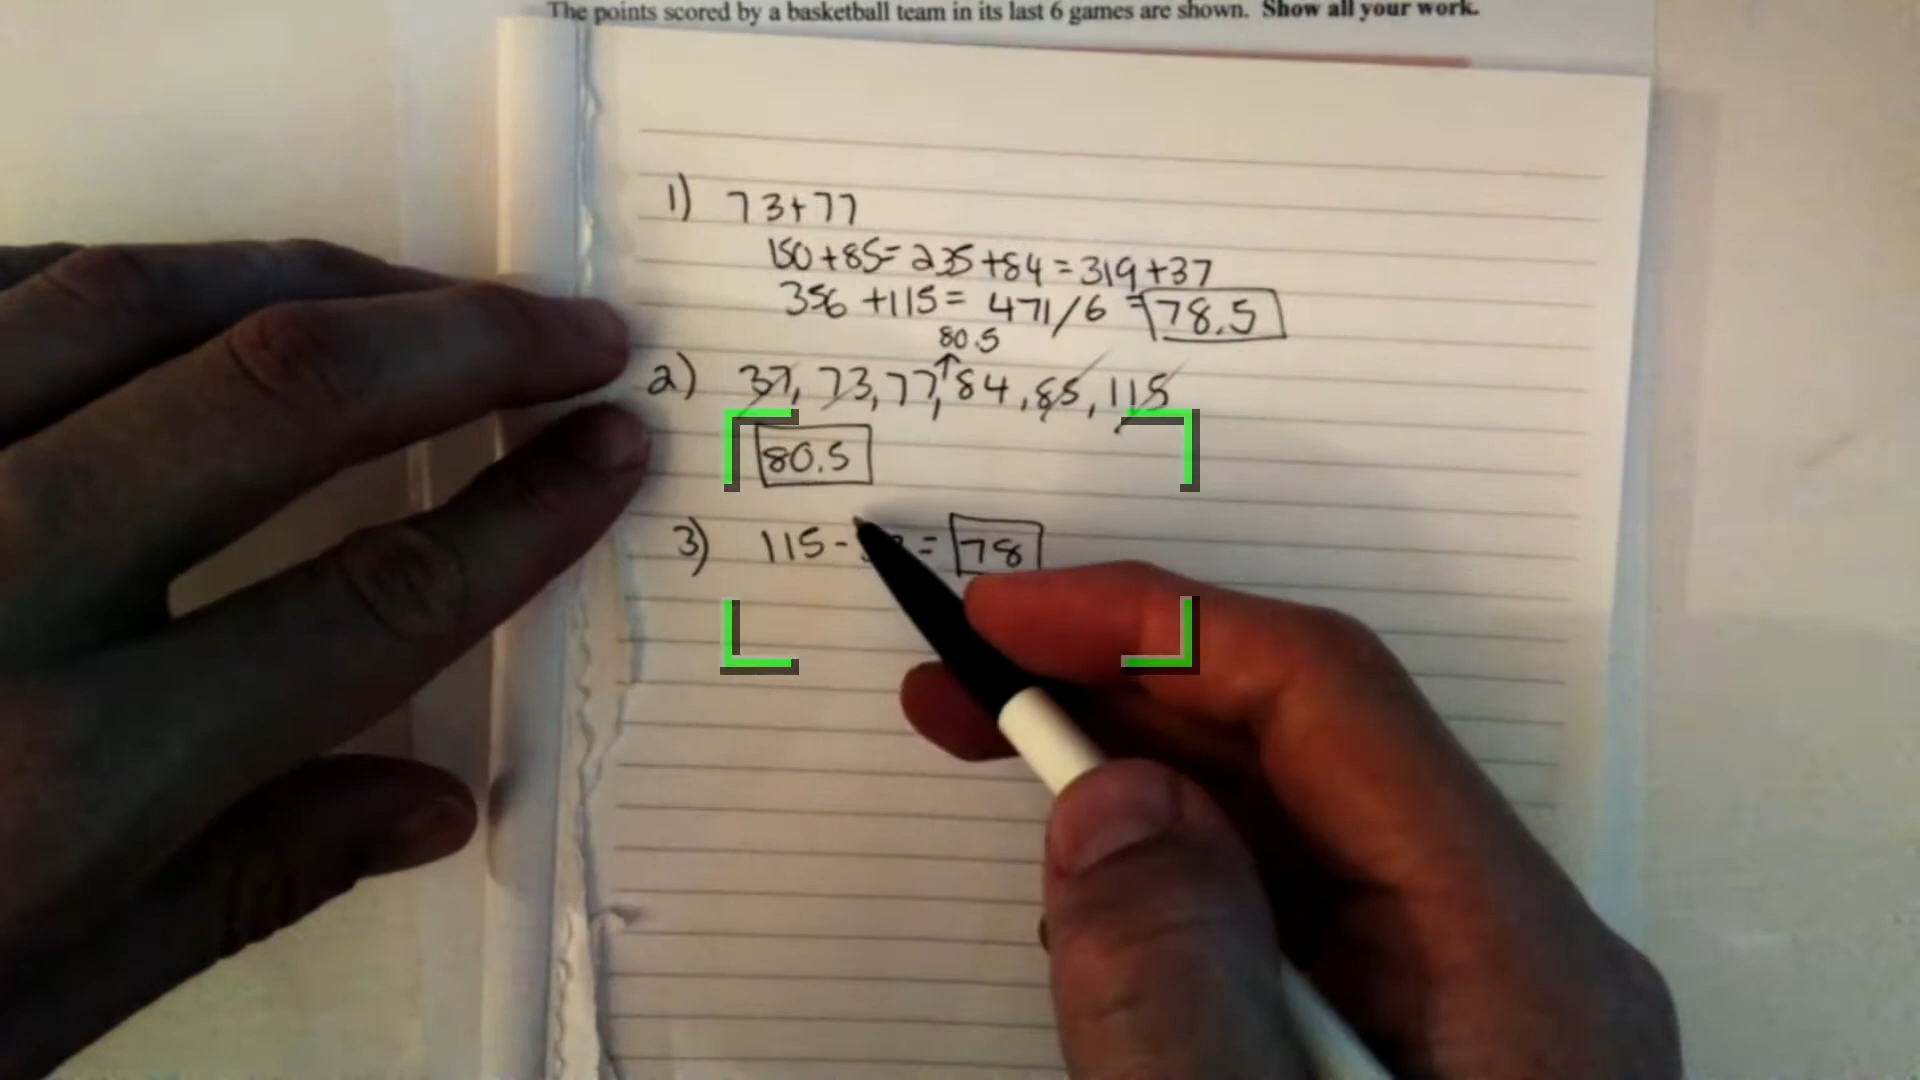 The points scored by a basketball team in its last 6 games are shown. Show all your work.
1) 73+77
150+85= 235+84 = 319+37
356 +115= 471/6 = 78.5
80.5
2) 37, 73, 77, 84, 85, 115
80.5
3) 115- = 78